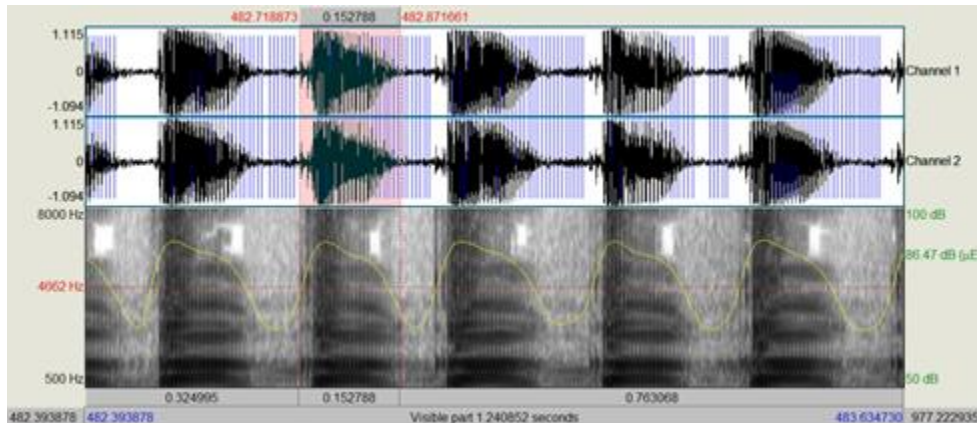 482.718873 0.152788 482.871661
1.115
0
-1.094
Channel 1
1.115
0
-1.094
Channel 2
8000 Hz 100 dB
86.47 dB (µE
4662 Hz
500 Hz 50 dB
0.324995 0.152788 0.763068
482.393878 482.393878 Visible part 1.240852 seconds 483.634730 977.222935